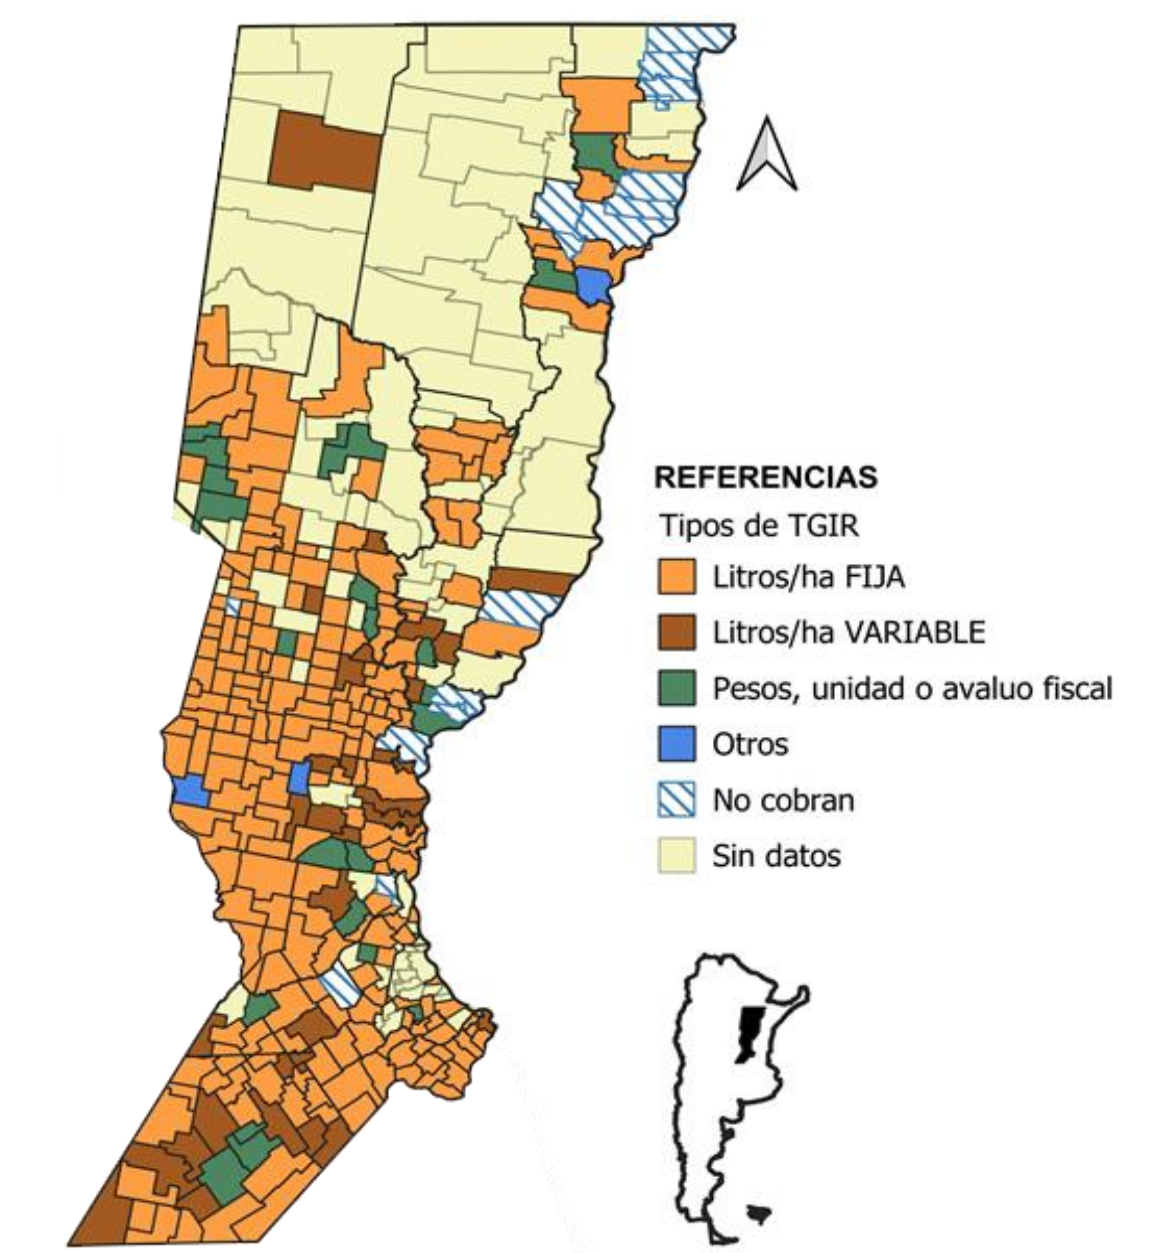 REFERENCIAS
Tipos de TGIR
Litros/ha FIJA
Litros/ha VARIABLE
Pesos, unidad o avaluo fiscal
Otros
No cobran
Sin datos